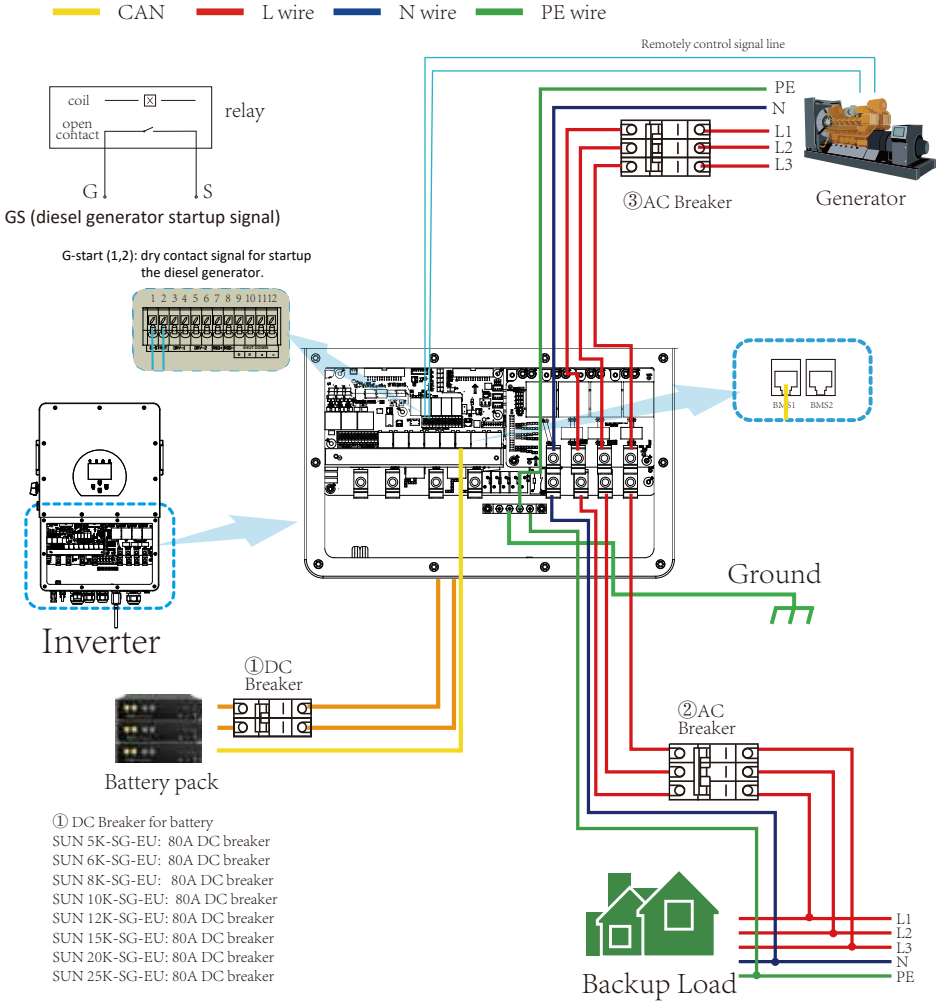 CAN L wire N wire PE wire
Remotely control signal line
coil
open
contact
relay
G S
GS (diesel generator startup signal)
PE
N
L1
L2
L3
③AC Breaker
Generator
G-start (1,2): dry contact signal for startup
the diesel generator.
1 2 3 4 5 6 7 8 9 10 11 12
BMS1 BMS2
Inverter
Ground
①DC
Breaker
②AC
Breaker
Battery pack
① DC Breaker for battery
SUN 5K-SG-EU: 80A DC breaker
SUN 6K-SG-EU: 80A DC breaker
SUN 8K-SG-EU: 80A DC breaker
SUN 10K-SG-EU: 80A DC breaker
SUN 12K-SG-EU: 80A DC breaker
SUN 15K-SG-EU: 80A DC breaker
SUN 20K-SG-EU: 80A DC breaker
SUN 25K-SG-EU: 80A DC breaker
Backup Load
L1
L2
L3
N
PE